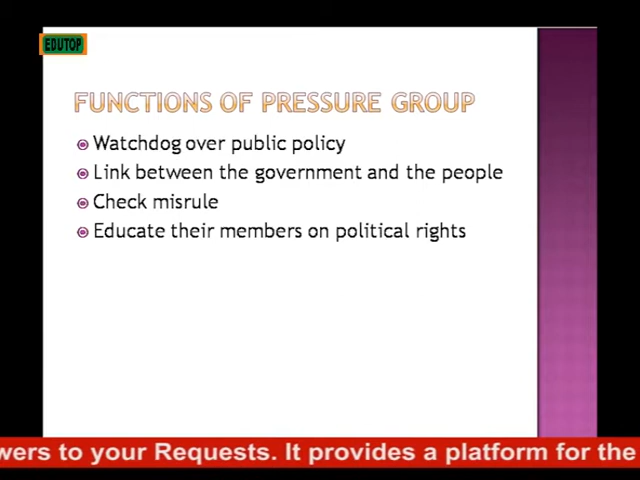 EDUTOP
FUNCTIONS OF PRESSURE GROUP
Watchdog over public policy
Link between the government and the people
Check misrule
Educate their members on political rights
wers to your Requests. It provides a platform for the